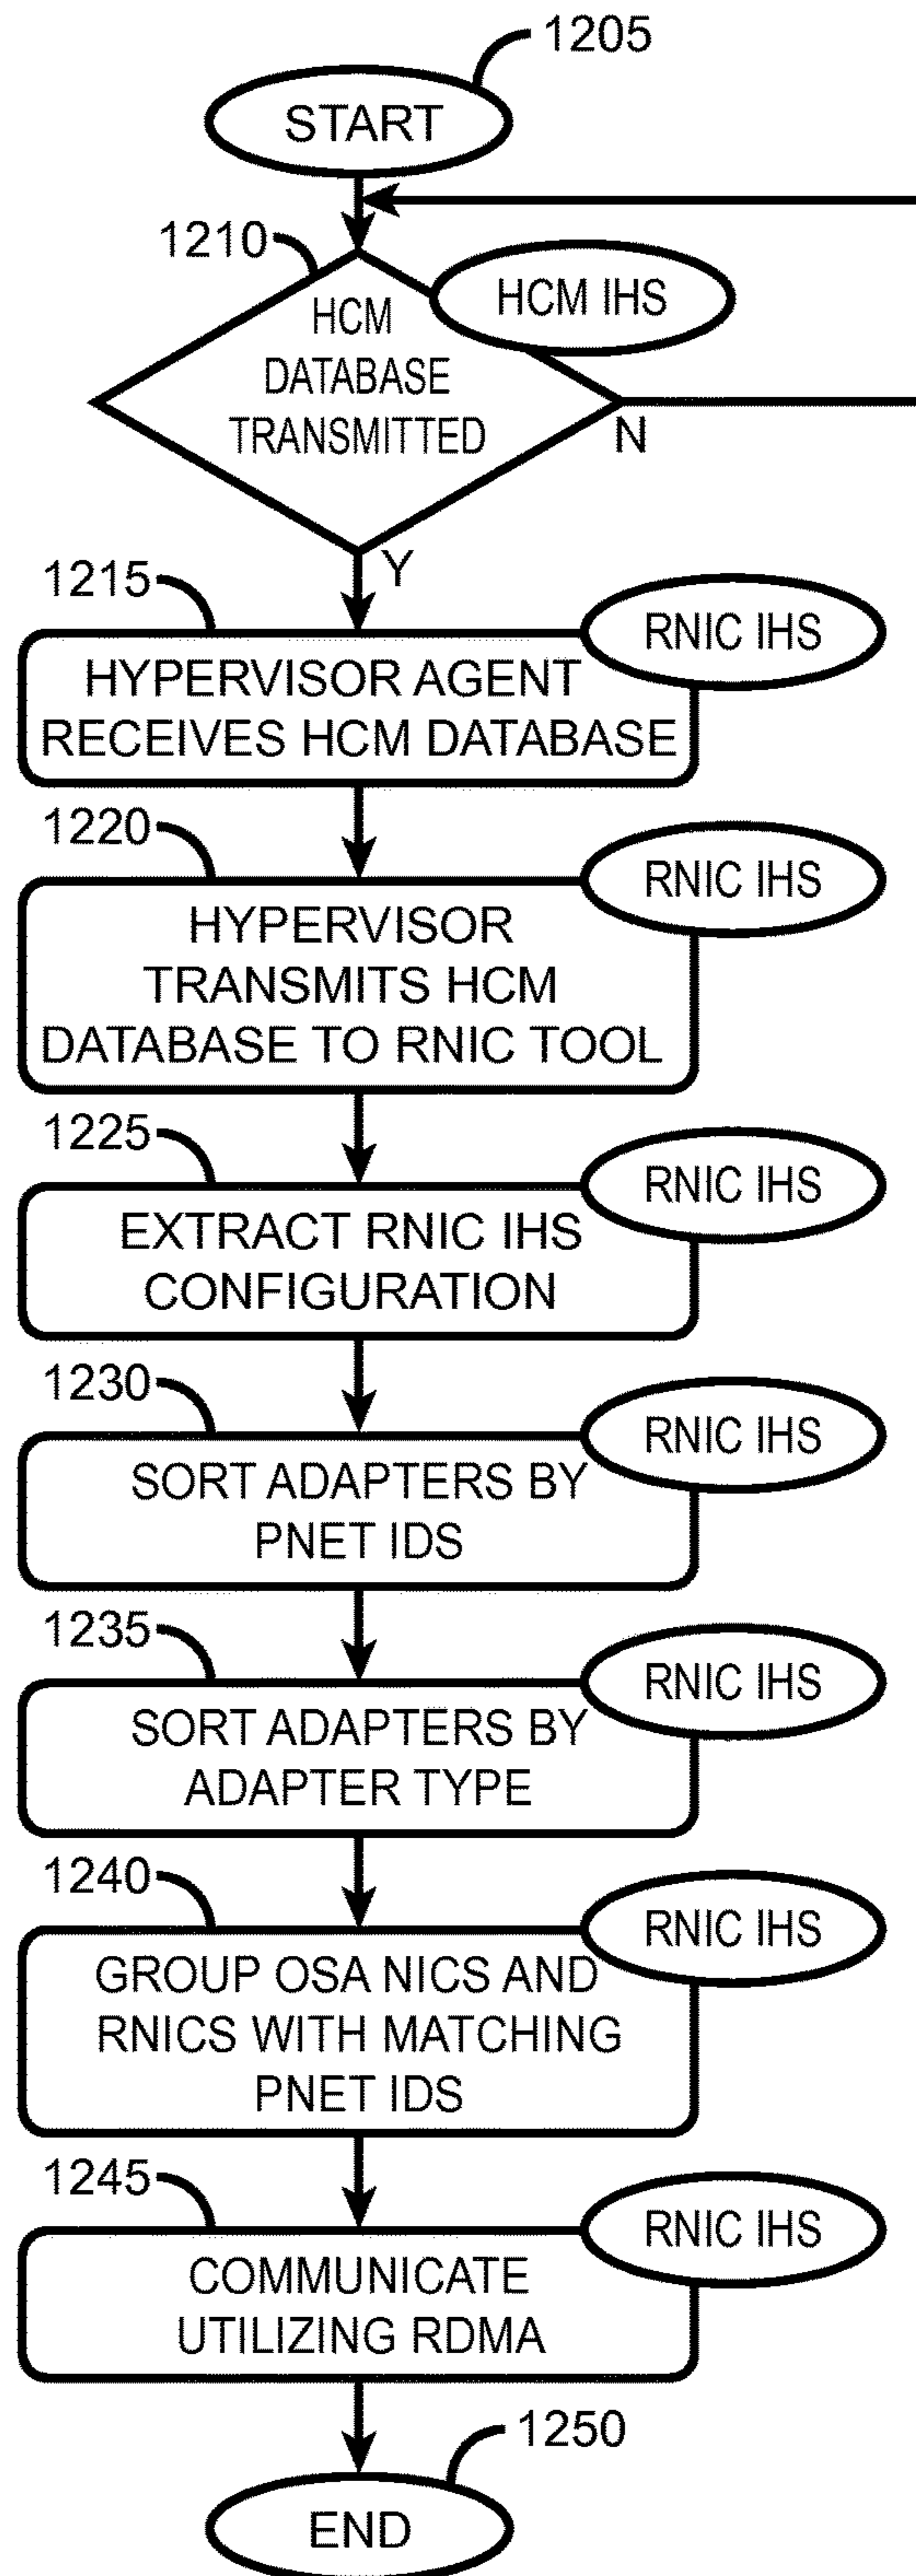 1205
START
1210
HCM IHS
HCM
DATABASE
TRANSMITTED
N
Y
1215
RNIC IHS
HYPERVISOR AGENT
RECEIVES HCM DATABASE
1220
RNIC IHS
HYPERVISOR
TRANSMITS HCM
DATABASE TO RNIC TOOL
1225
RNIC IHS
EXTRACT RNIC IHS
CONFIGURATION
1230
RNIC IHS
SORT ADAPTERS BY
PNET IDS
1235
RNIC IHS
SORT ADAPTERS BY
ADAPTER TYPE
1240
RNIC IHS
GROUP OSA NICS AND
RNICS WITH MATCHING
PNET IDS
1245
RNIC IHS
COMMUNICATE
UTILIZING RDMA
1250
END